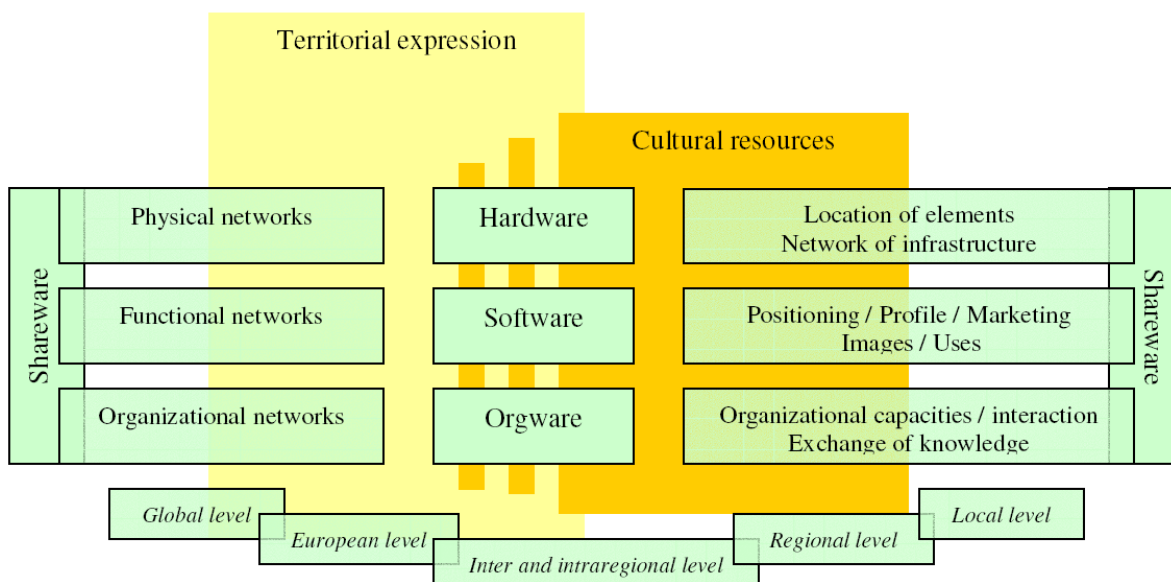 Territorial expression
Cultural resources
Shareware
Physical networks
Hardware
Location of elements
Network of infrastructure
Shareware
Functional networks
Software
Positioning / Profile / Marketing
Images / Uses
Organizational networks
Orgware
Organizational capacities / interaction
Exchange of knowledge
Global level
European level
Inter and intraregional level
Regional level
Local level